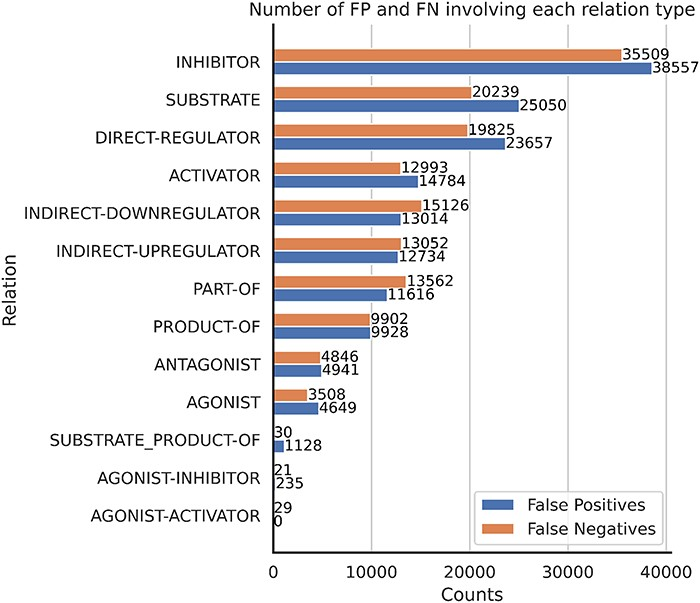 Number of FP and FN involving each relation type
Relation
INHIBITOR
35509
38557
SUBSTRATE
20239
25050
DIRECT-REGULATOR
19825
23657
ACTIVATOR
12993
14784
INDIRECT-DOWNREGULATOR
15126
13014
INDIRECT-UPREGULATOR
13052
12734
PART-OF
13562
11616
PRODUCT-OF
9902
9928
ANTAGONIST
4846
4941
AGONIST
3508
4649
SUBSTRATE_PRODUCT-OF
30
1128
AGONIST-INHIBITOR
21
235
AGONIST-ACTIVATOR
29
0
False Positives
False Negatives
0 10000 20000 30000 40000
Counts